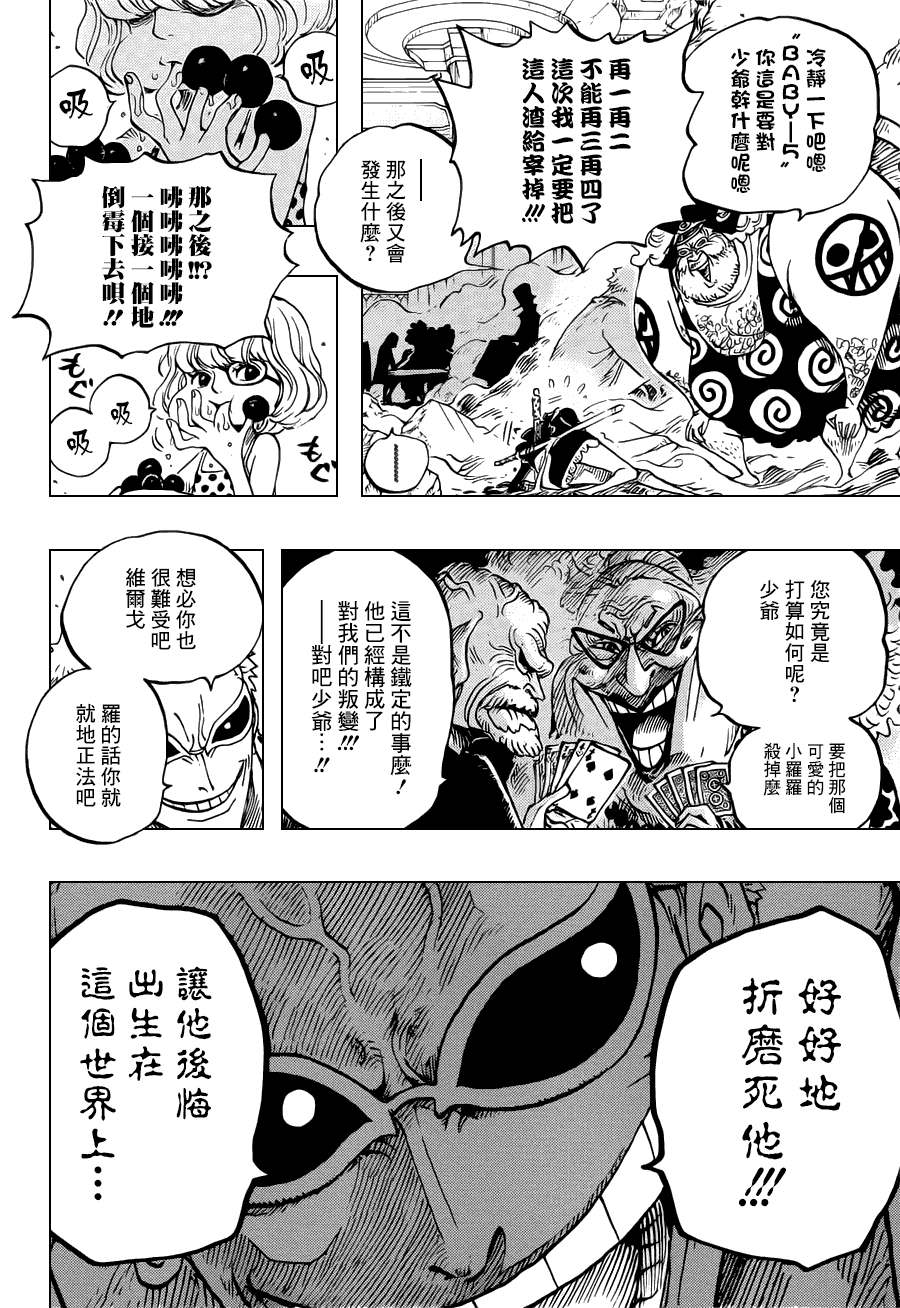 冷靜一下吧嗯
"BABY-5
你這是要對
少爺幹什麼呢嗯
再一再二
不能再三再四了
這次我一定要把
這人渣給宰掉!!!
——
那之後又會
發生什麼?
吸
吸
那之後!!?
咈咈咈咈咈!!!
一個接一個地
倒霉下去唄!!
もぐ
吸
吸
もぐ
您究竟是
打算如何呢?
少爺
要把那個
可愛的
小羅羅
殺掉麼
這不是鐵定的事麼!
他已經構成了
對我們的叛變!!!
——對吧少爺…!!
想必你也
很難受吧
維爾戈
羅的話你就
就地正法吧
好好地
折磨死他!!!
讓他後悔
出生在
這個世界上…